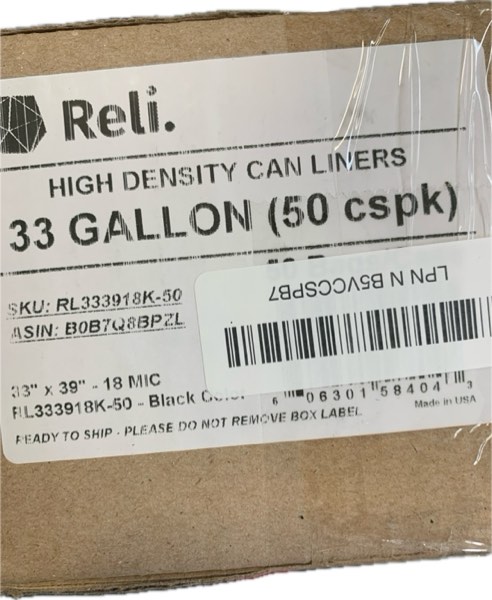 Reli.
HIGH DENSITY CAN LINERS
33 GALLON (50 cspk)
SKU: RL333918K-50
ASIN: B0B7Q8BPZL
LPN N B5VCCSPB7
33" x 39" - 18 MIC
RL333918K-50 - Black
6 06301 58404 3
Made in USA
READY TO SHIP - PLEASE DO NOT REMOVE BOX LABEL